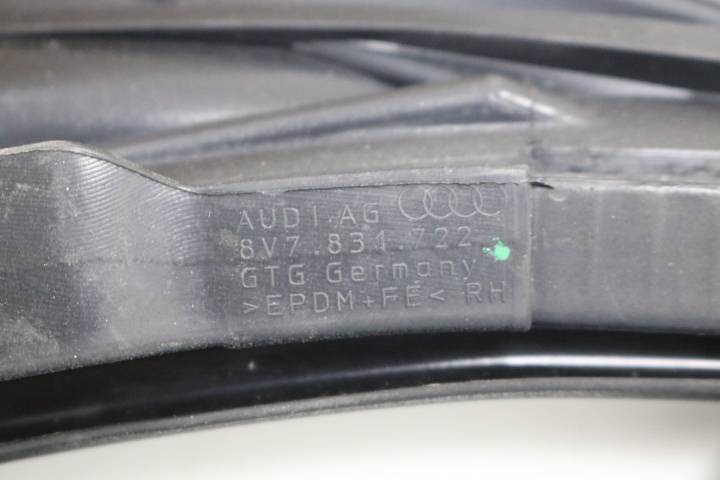 AUDI AG
8V7.831.722
GTG Germany
>EPDM+FE< RH